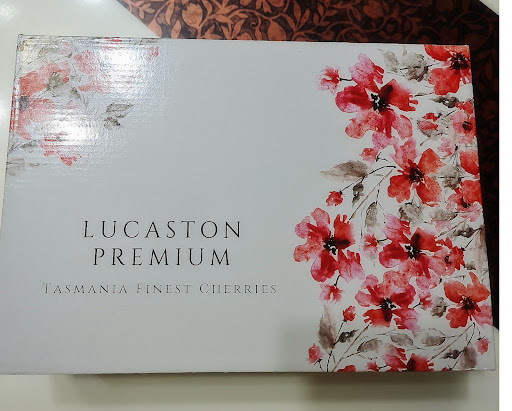 LUCASTON
PREMIUM
TASMANIA FINEST CHERRIES